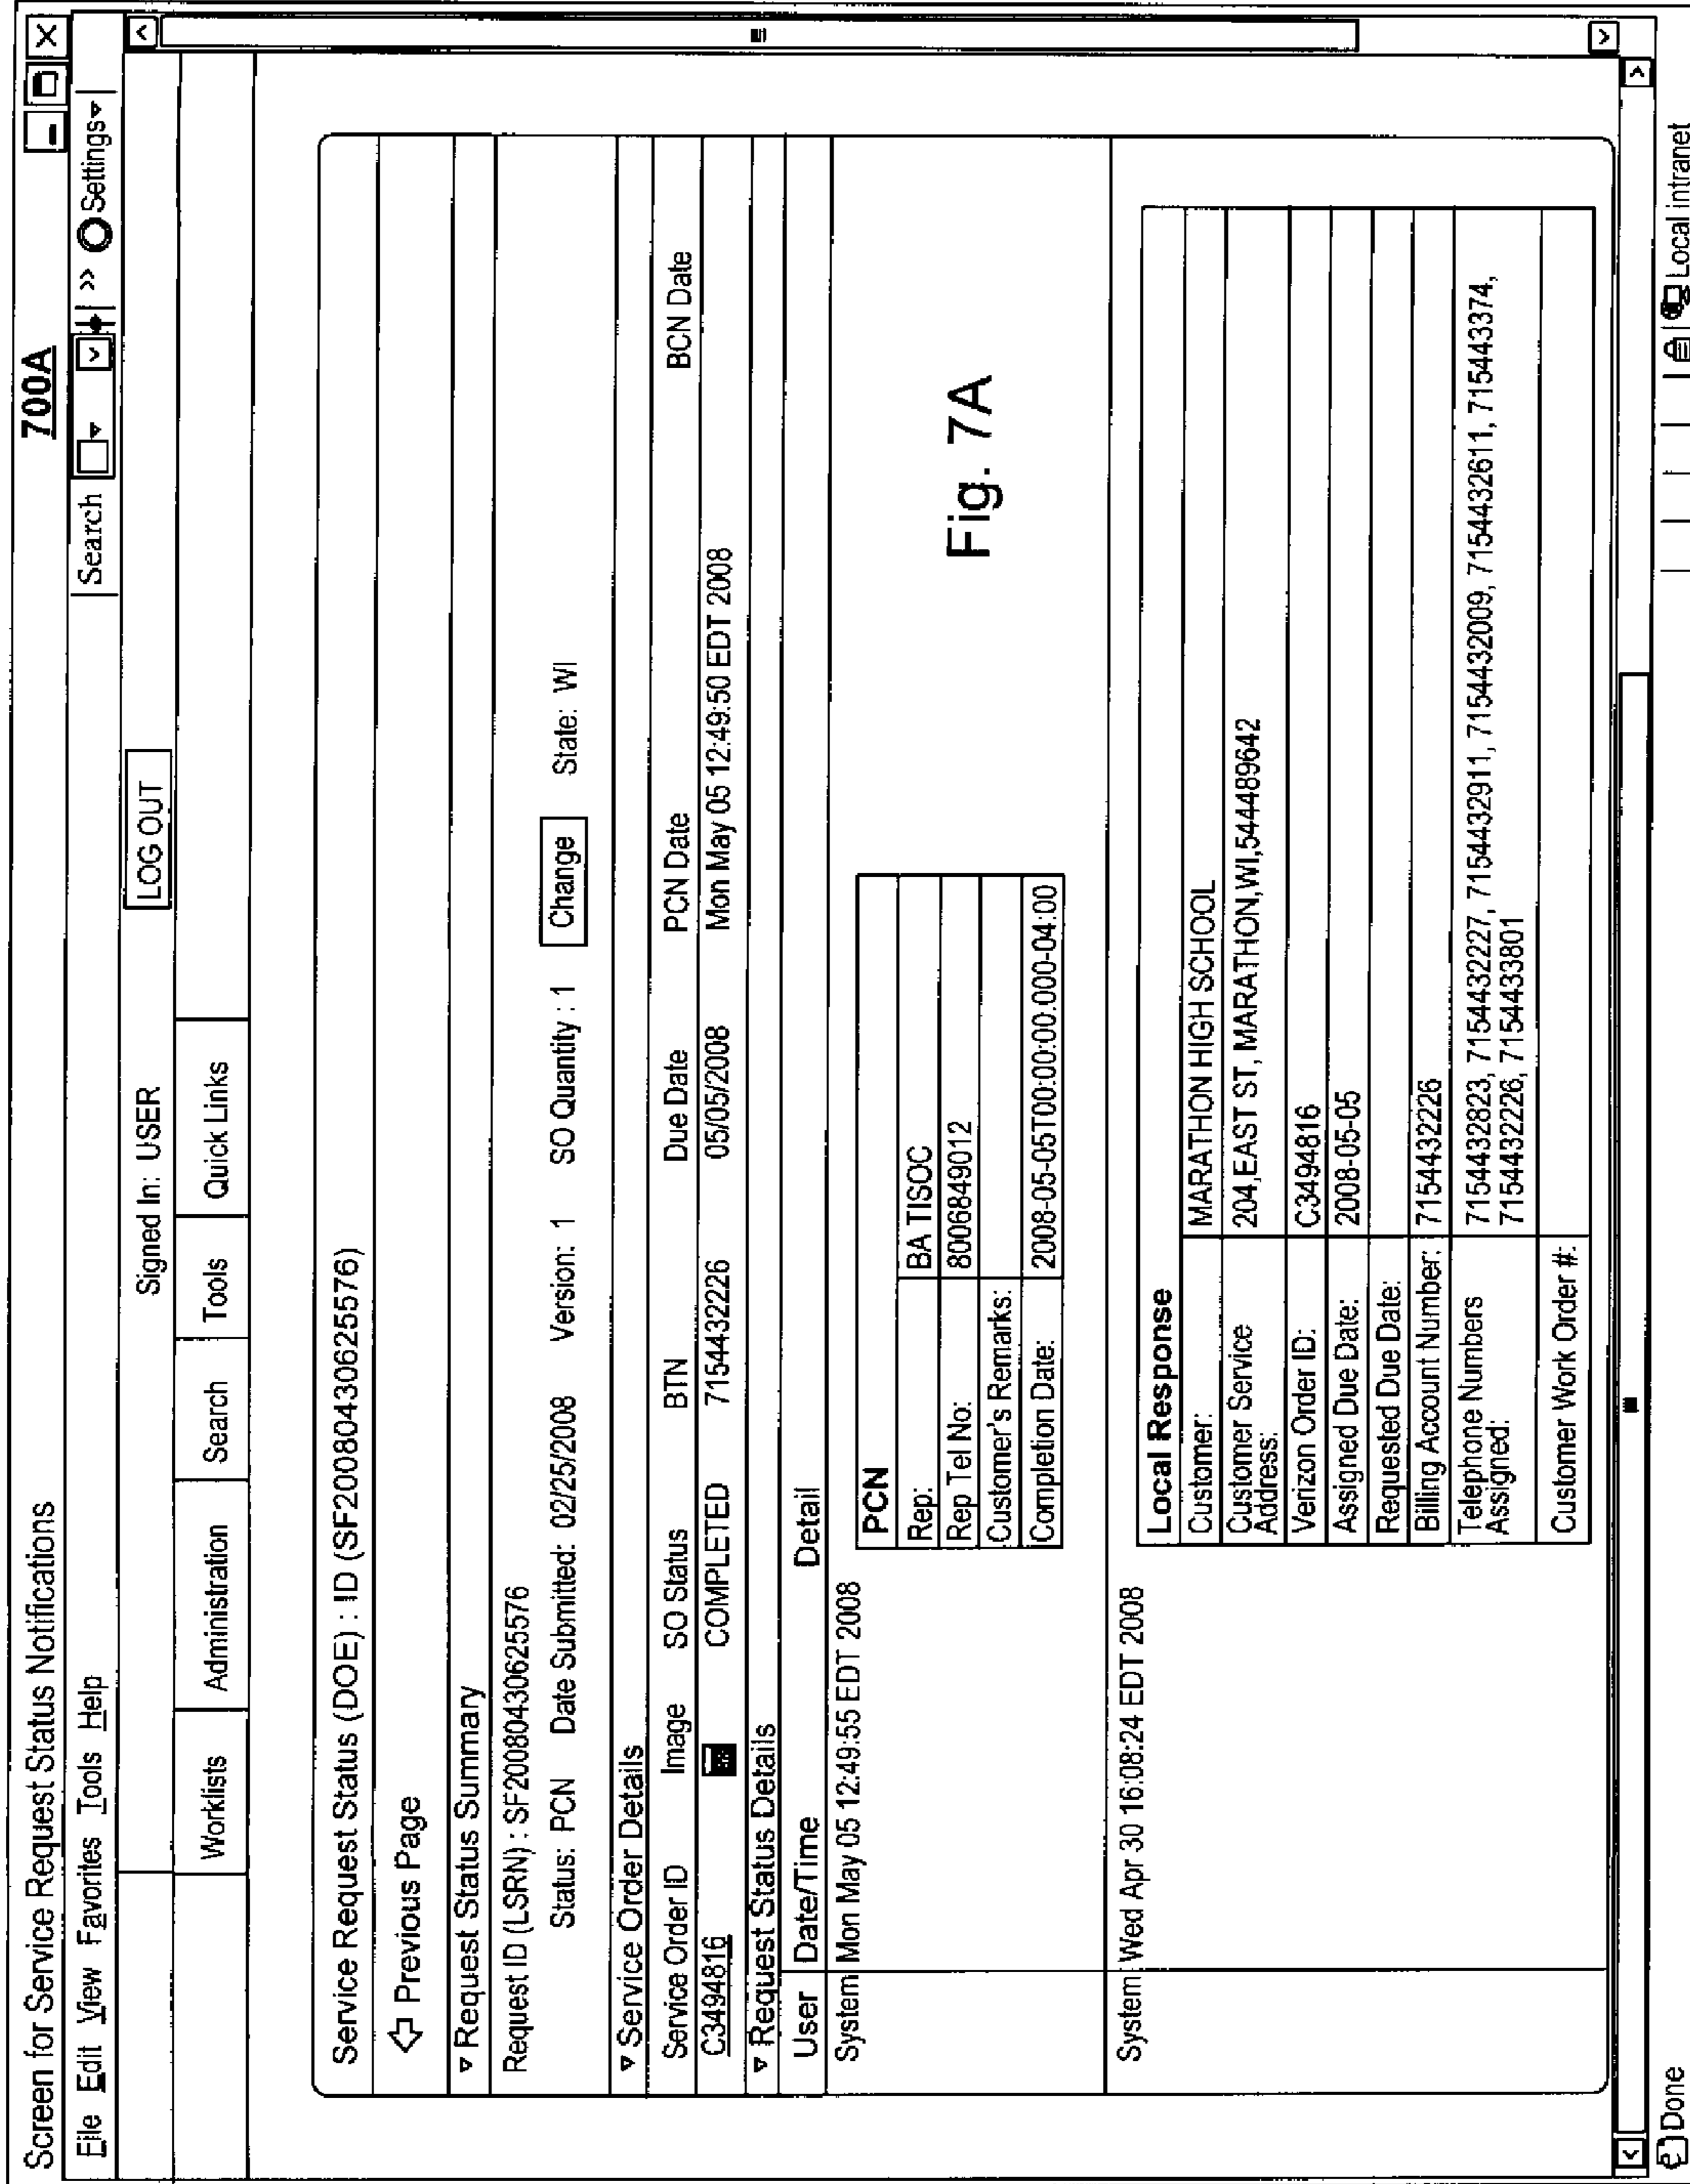 Screen for Service Request Status Notifications
700A
File Edit View Favorites Tools Help
Search
» Settings
Signed In: USER
LOG OUT
Worklists Administration Search Tools Quick Links
Service Request Status (DOE) : ID (SF20080430625576)
Previous Page
Request Status Summary
Request ID (LSRN) : SF20080430625576
Status: PCN Date Submitted: 02/25/2008 Version: 1 SO Quantity : 1 Change State: WI
Service Order Details
Service Order ID Image SO Status BTN Due Date PCN Date BCN Date
C3494816 COMPLETED 7154432226 05/05/2008 Mon May 05 12:49:50 EDT 2008
Request Status Details
User Date/Time Detail
System Mon May 05 12:49:55 EDT 2008
PCN
Rep: BA TISOC
Rep Tel No: 8006849012
Customer's Remarks:
Completion Date: 2008-05-05T00:00:00.000-04:00
Fig. 7A
System Wed Apr 30 16:08:24 EDT 2008
Local Response
Customer: MARATHON HIGH SCHOOL
Customer Service
Address: 204,EAST ST, MARATHON,WI,544489642
Verizon Order ID: C3494816
Assigned Due Date: 2008-05-05
Requested Due Date:
Billing Account Number: 7154432226
Telephone Numbers 7154432823, 7154432227, 7154432911, 7154432009, 7154432611, 7154433374,
Assigned: 7154432226, 7154433801
Customer Work Order #:
Done
Local intranet